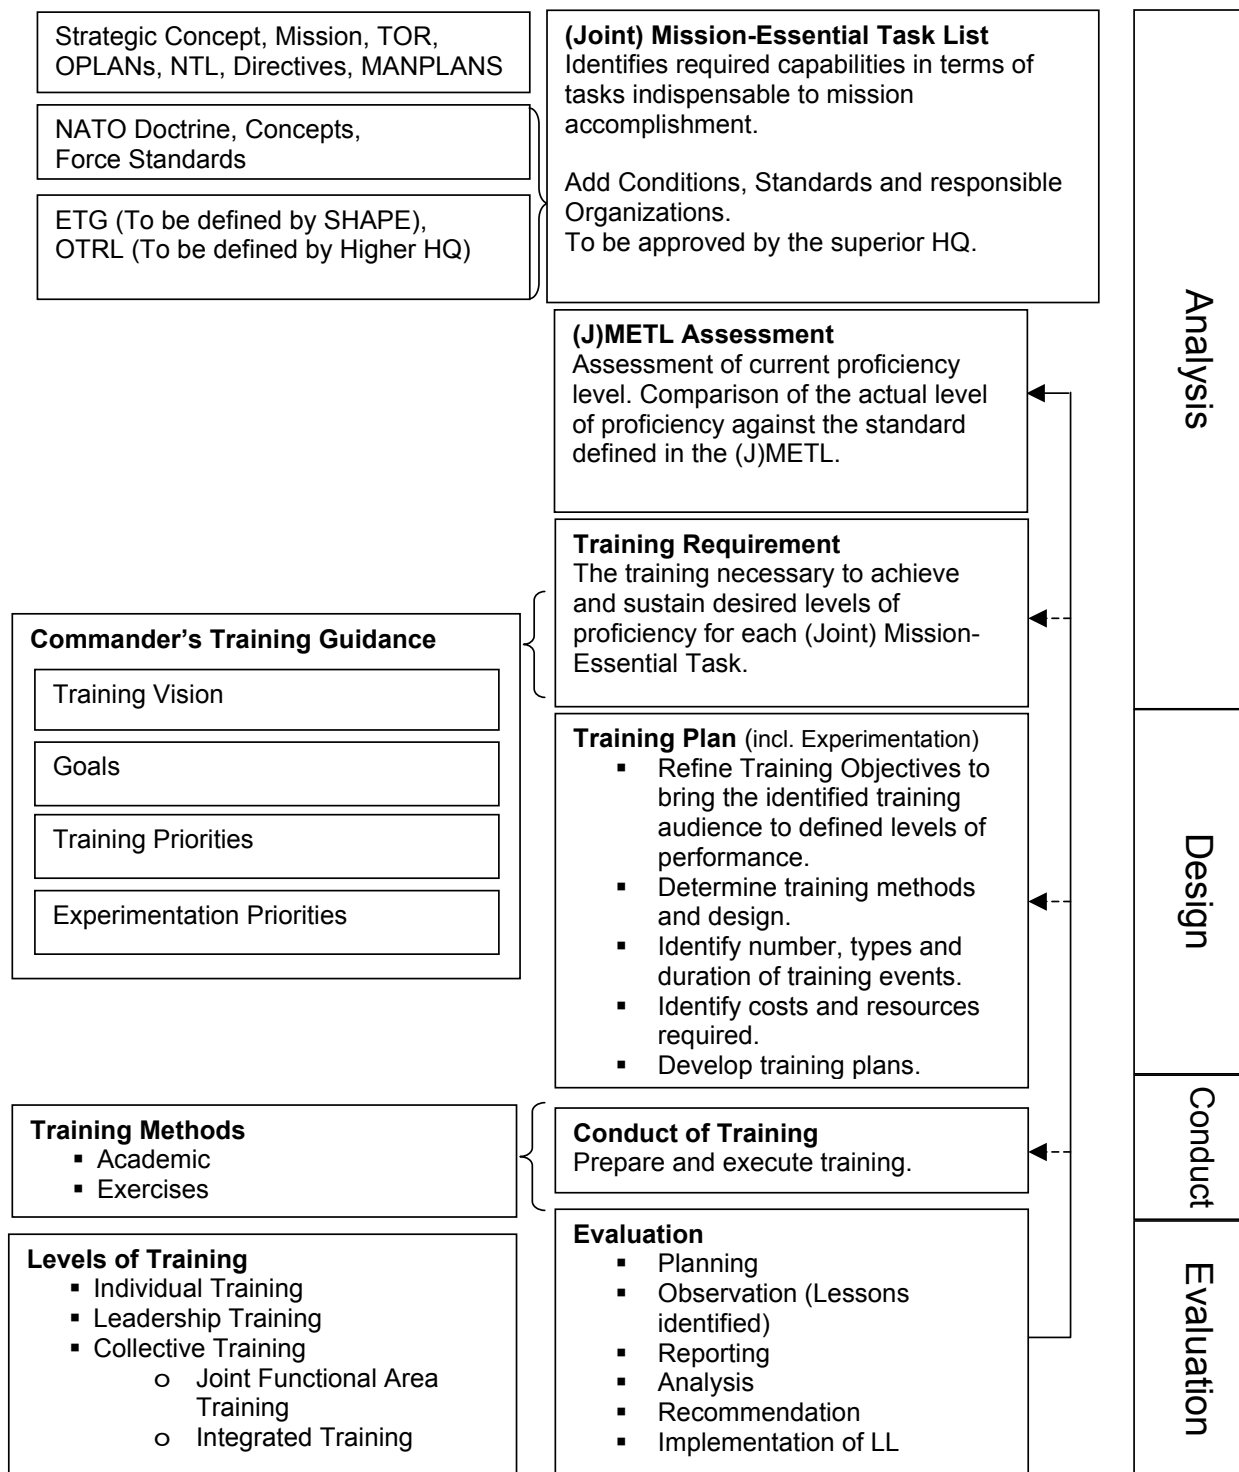 Strategic Concept, Mission, TOR,
OPLANs, NTL, Directives, MANPLANS
NATO Doctrine, Concepts,
Force Standards
ETG (To be defined by SHAPE),
OTRL (To be defined by Higher HQ)
(Joint) Mission-Essential Task List
Identifies required capabilities in terms of
tasks indispensable to mission
accomplishment.
Add Conditions, Standards and responsible
Organizations.
To be approved by the superior HQ.
(J)METL Assessment
Assessment of current proficiency
level. Comparison of the actual level
of proficiency against the standard
defined in the (J)METL.
Analysis
Training Requirement
The training necessary to achieve
and sustain desired levels of
proficiency for each (Joint) Mission-
Essential Task.
Commander’s Training Guidance
Training Vision
Goals
Training Priorities
Experimentation Priorities
Training Plan (incl. Experimentation)
▪ Refine Training Objectives to
bring the identified training
audience to defined levels of
performance.
▪ Determine training methods
and design.
▪ Identify number, types and
duration of training events.
▪ Identify costs and resources
required.
▪ Develop training plans.
Design
Training Methods
▪ Academic
▪ Exercises
Conduct of Training
Prepare and execute training.
Conduct
Levels of Training
▪ Individual Training
▪ Leadership Training
▪ Collective Training
o Joint Functional Area
Training
o Integrated Training
Evaluation
▪ Planning
▪ Observation (Lessons
identified)
▪ Reporting
▪ Analysis
▪ Recommendation
▪ Implementation of LL
Evaluation